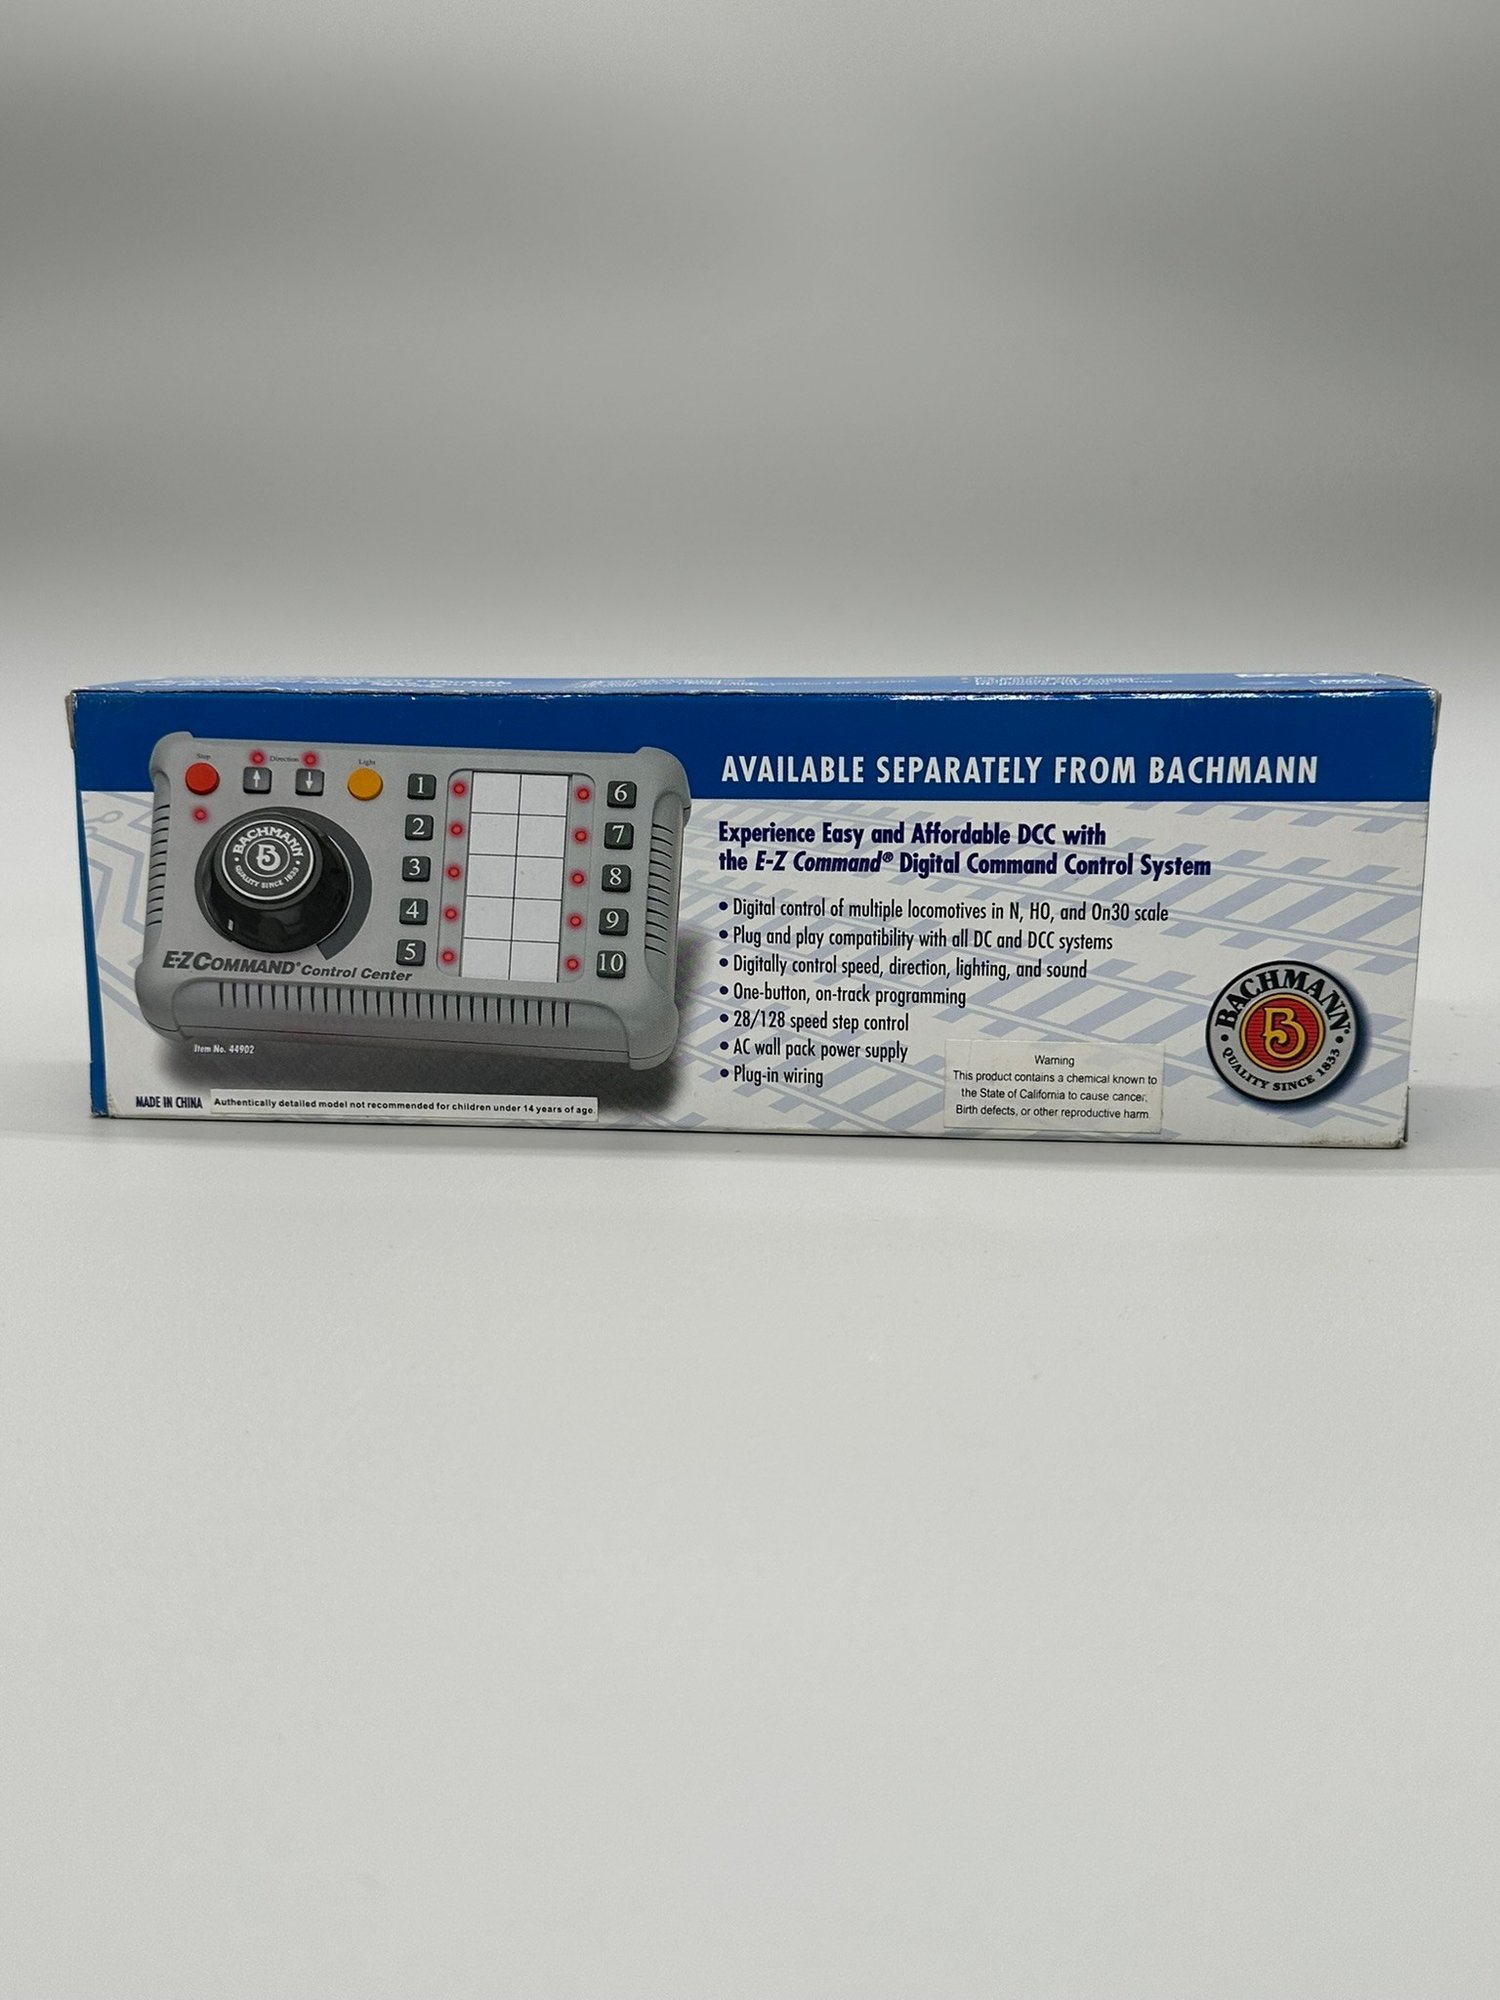 AVAILABLE SEPARATELY FROM BACHMANN
Stop
Direction
Light
1
2
3
4
5
6
7
8
9
10
BACHMANN
QUALITY SINCE 1833
E-Z COMMAND® Control Center
Item No. 44902
MADE IN CHINA
Authentically detailed model not recommended for children under 14 years of age.
Experience Easy and Affordable DCC with
the E-Z Command® Digital Command Control System
• Digital control of multiple locomotives in N, HO, and On30 scale
• Plug and play compatibility with all DC and DCC systems
• Digitally control speed, direction, lighting, and sound
• One-button, on-track programming
• 28/128 speed step control
• AC wall pack power supply
• Plug-in wiring
Warning
This product contains a chemical known to
the State of California to cause cancer,
Birth defects, or other reproductive harm.
BACHMANN
QUALITY SINCE 1833